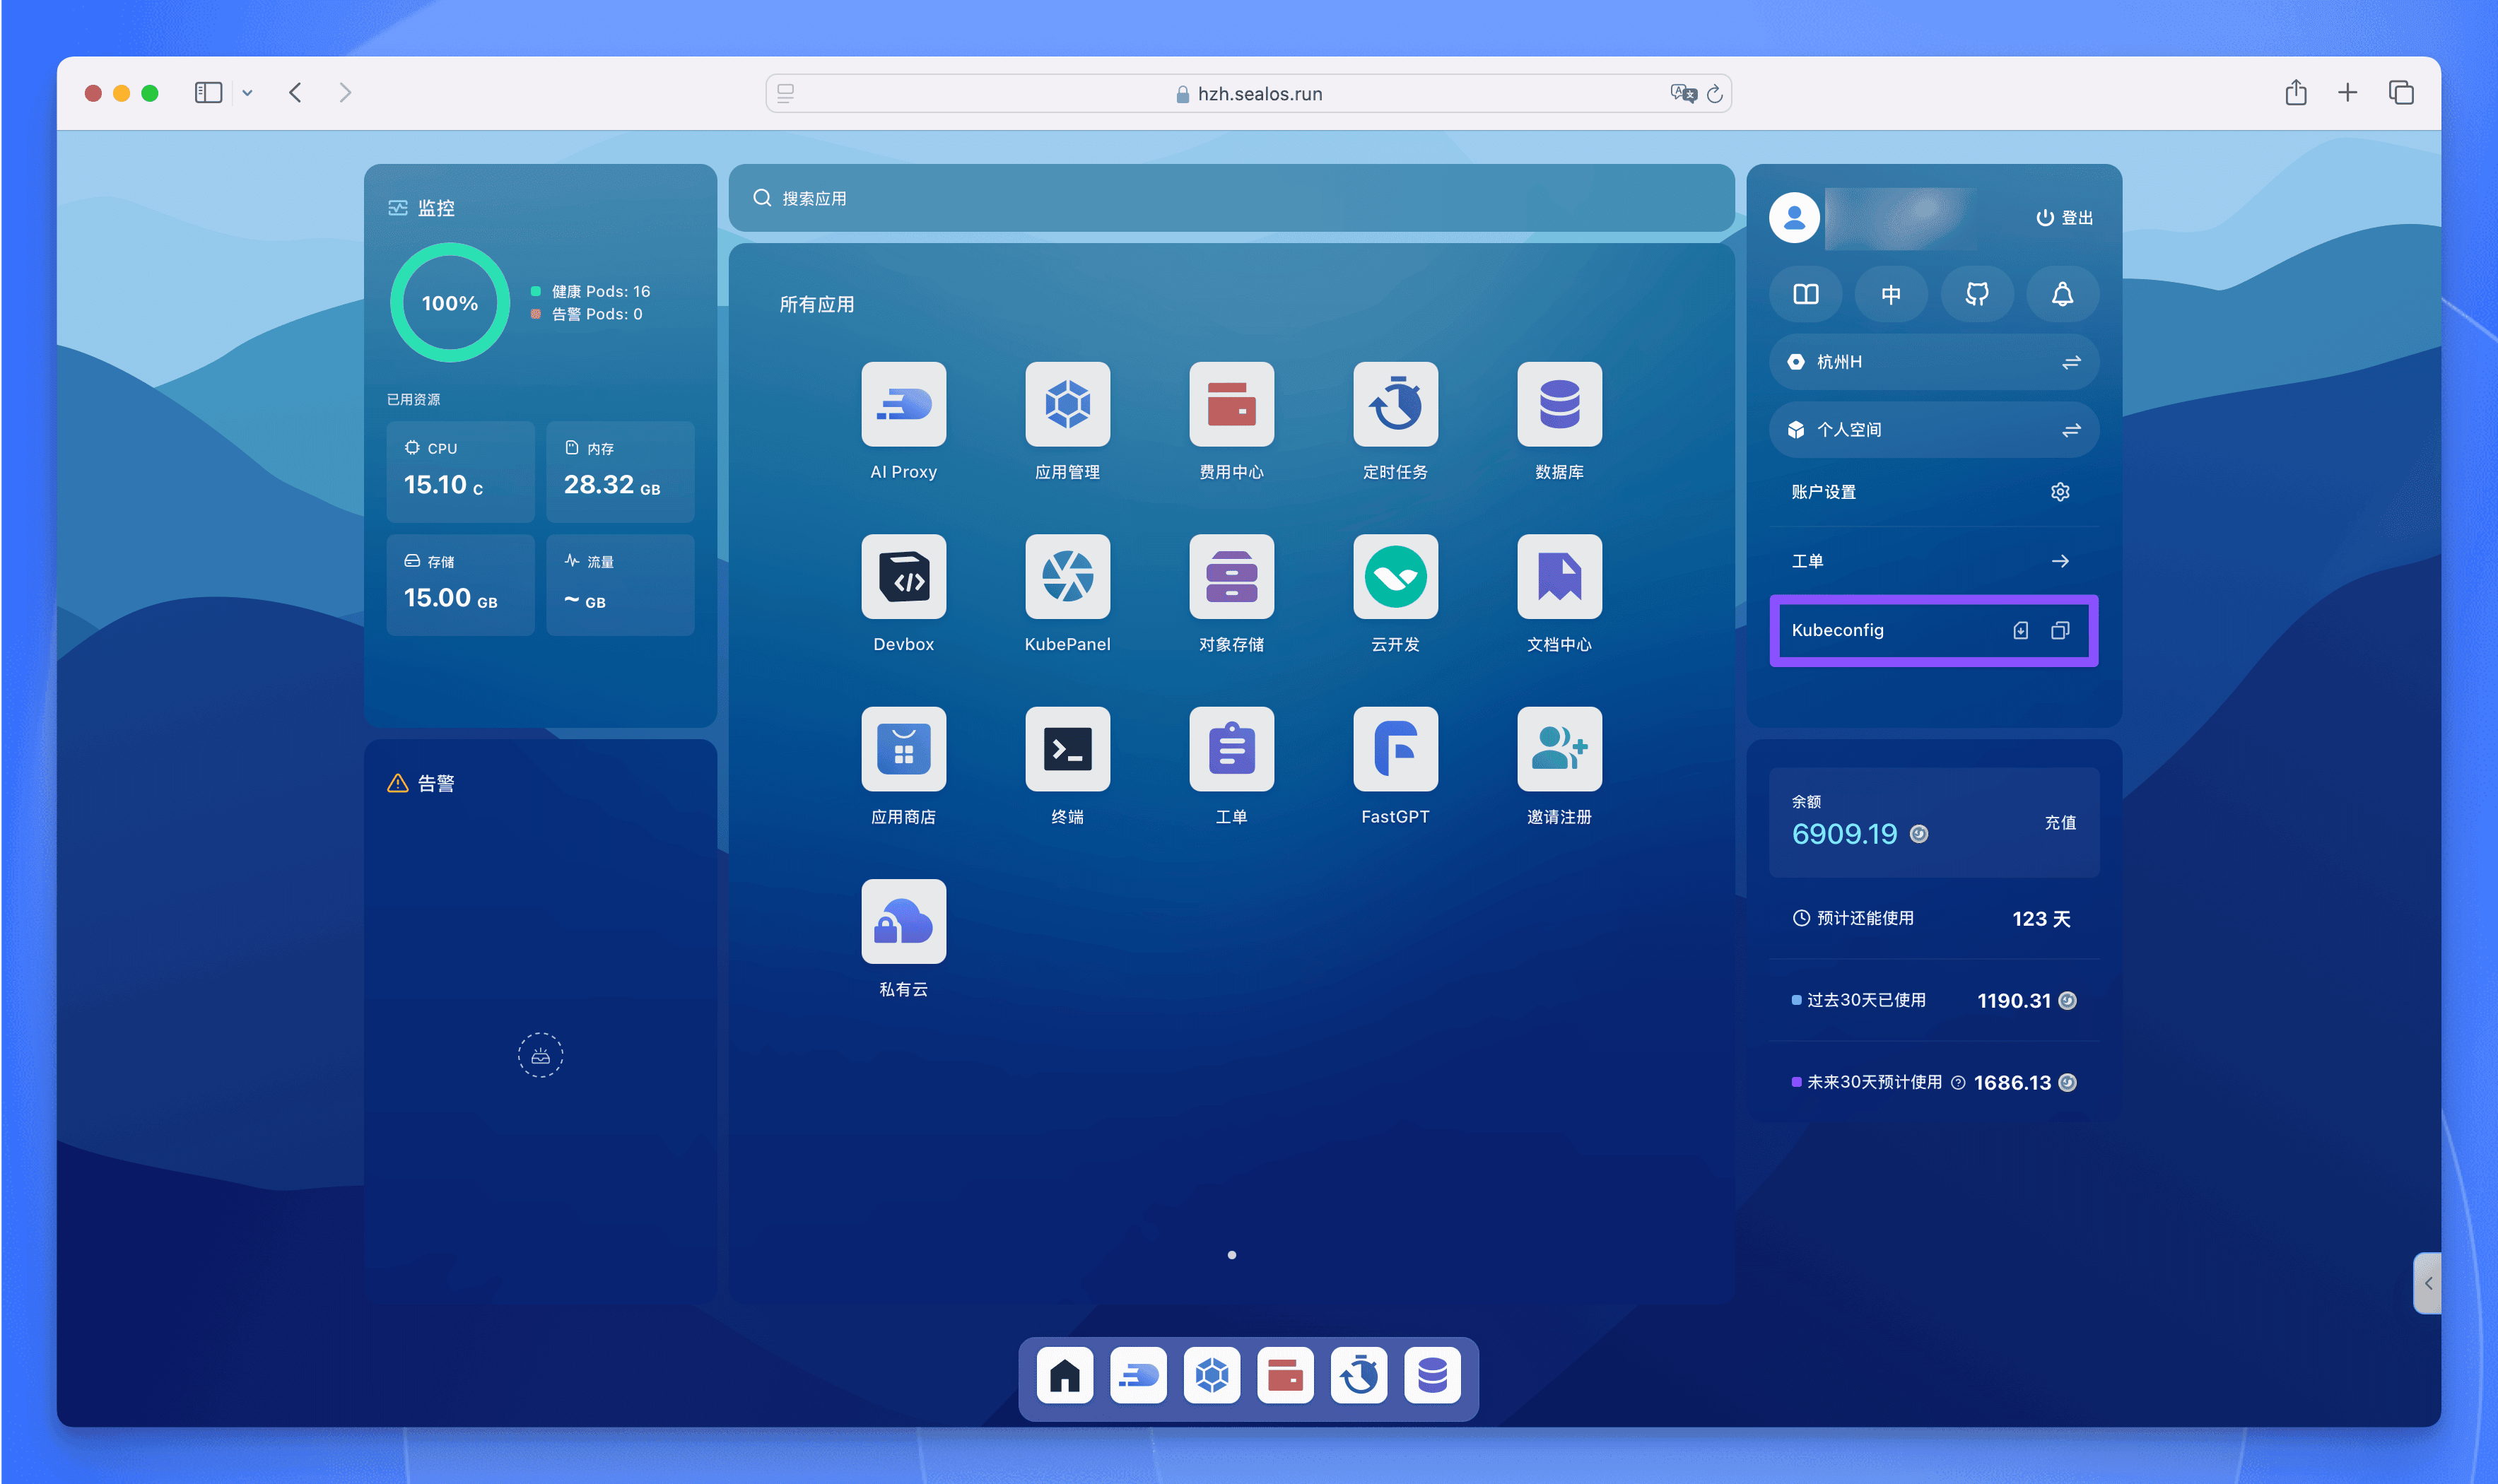 hzh.sealos.run
监控
100%
健康 Pods: 16
告警 Pods: 0
已用资源
CPU
15.10 C
内存
28.32 GB
存储
15.00 GB
流量
~ GB
告警
搜索应用
所有应用
AI Proxy
应用管理
费用中心
定时任务
数据库
Devbox
KubePanel
对象存储
云开发
文档中心
应用商店
终端
工单
FastGPT
邀请注册
私有云
登出
中
杭州H
个人空间
账户设置
工单
Kubeconfig
余额
6909.19
充值
预计还能使用 123 天
过去30天已使用 1190.31
未来30天预计使用 1686.13